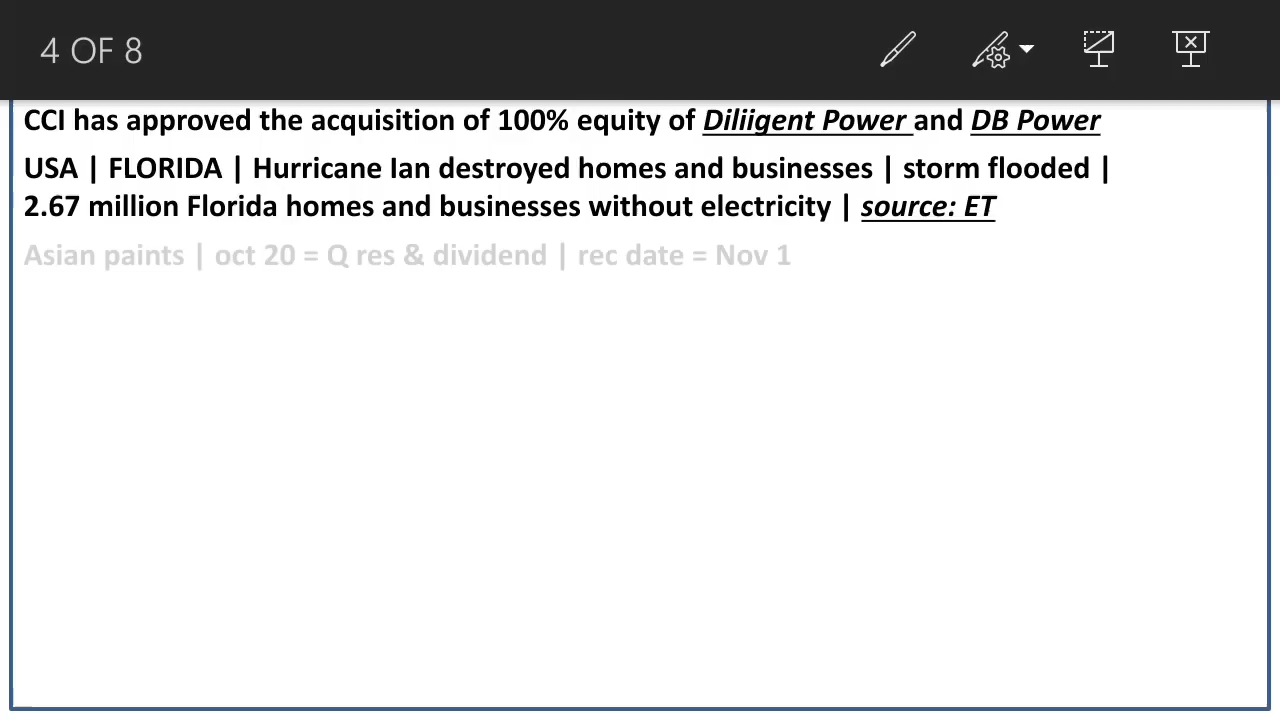 4 OF 8
CCI has approved the acquisition of 100% equity of Diliigent Power and DB Power
USA | FLORIDA | Hurricane Ian destroyed homes and businesses | storm flooded |
2.67 million Florida homes and businesses without electricity | source: ET
Asian paints | oct 20 = Q res & dividend | rec date = Nov 1